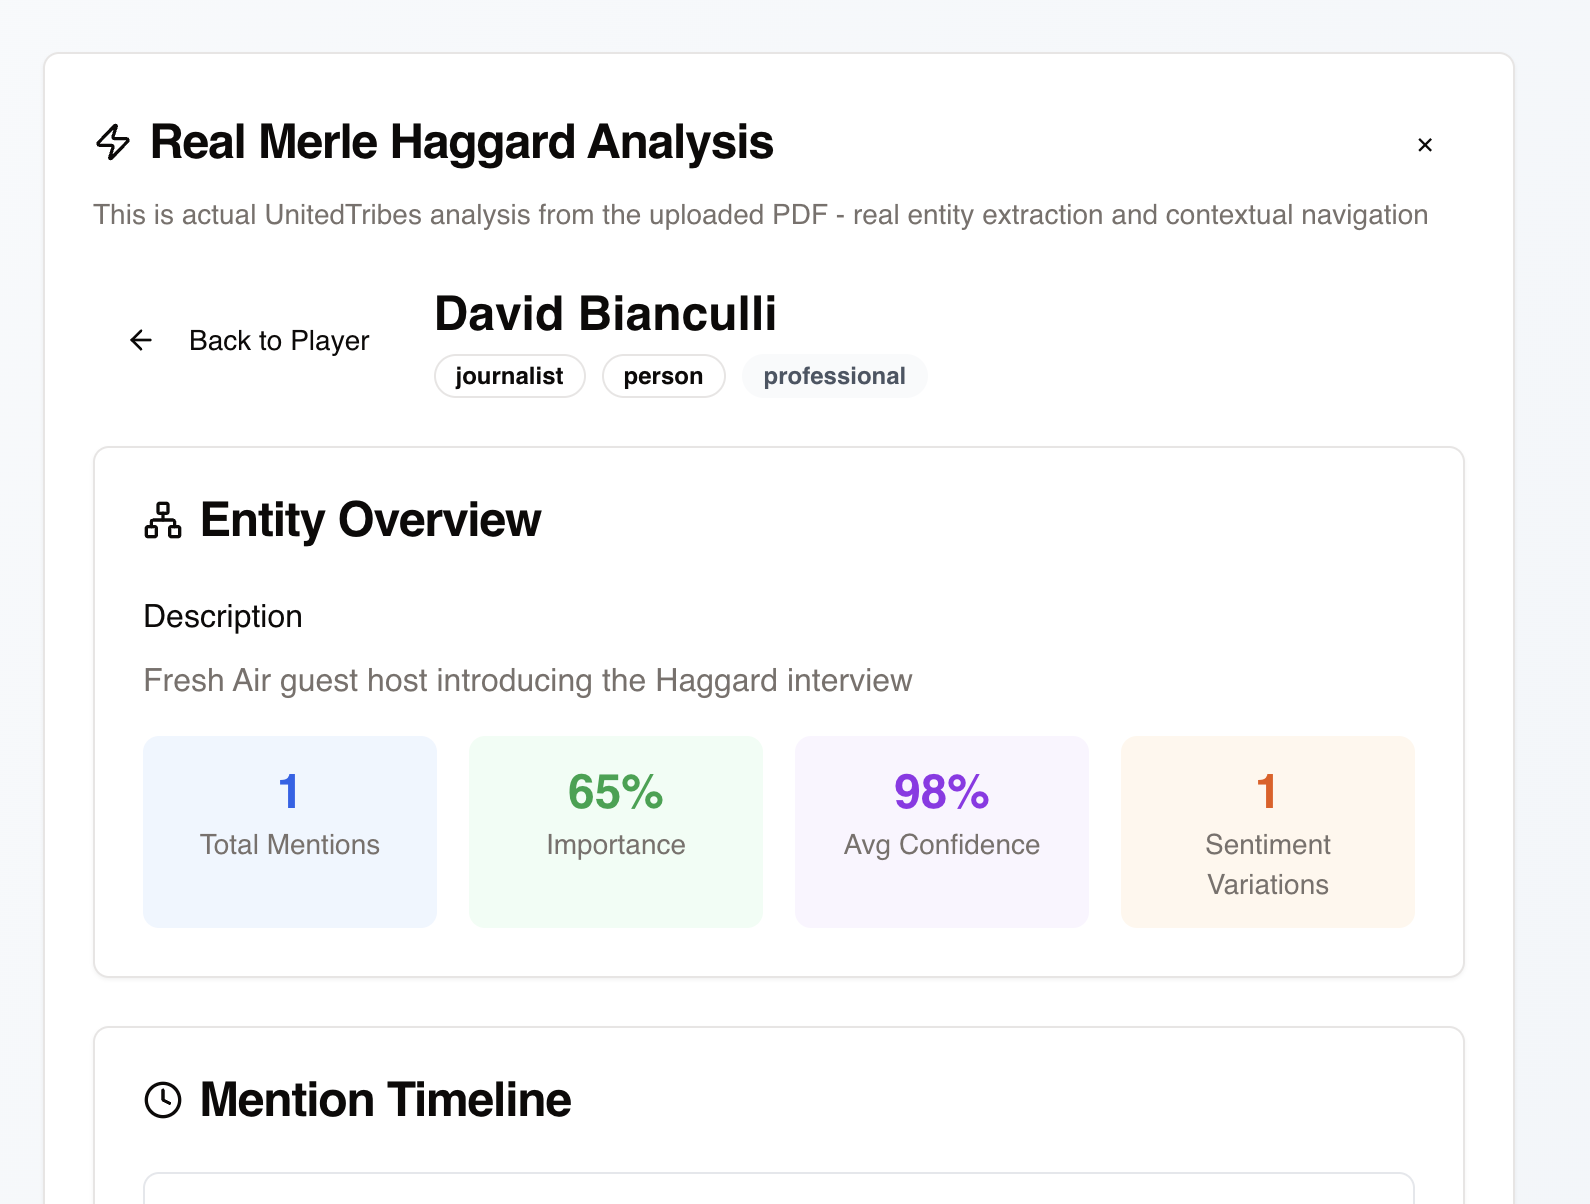 Real Merle Haggard Analysis
×
This is actual UnitedTribes analysis from the uploaded PDF - real entity extraction and contextual navigation
Back to Player
David Bianculli
journalist person professional
Entity Overview
Description
Fresh Air guest host introducing the Haggard interview
1
Total Mentions
65%
Importance
98%
Avg Confidence
1
Sentiment
Variations
Mention Timeline